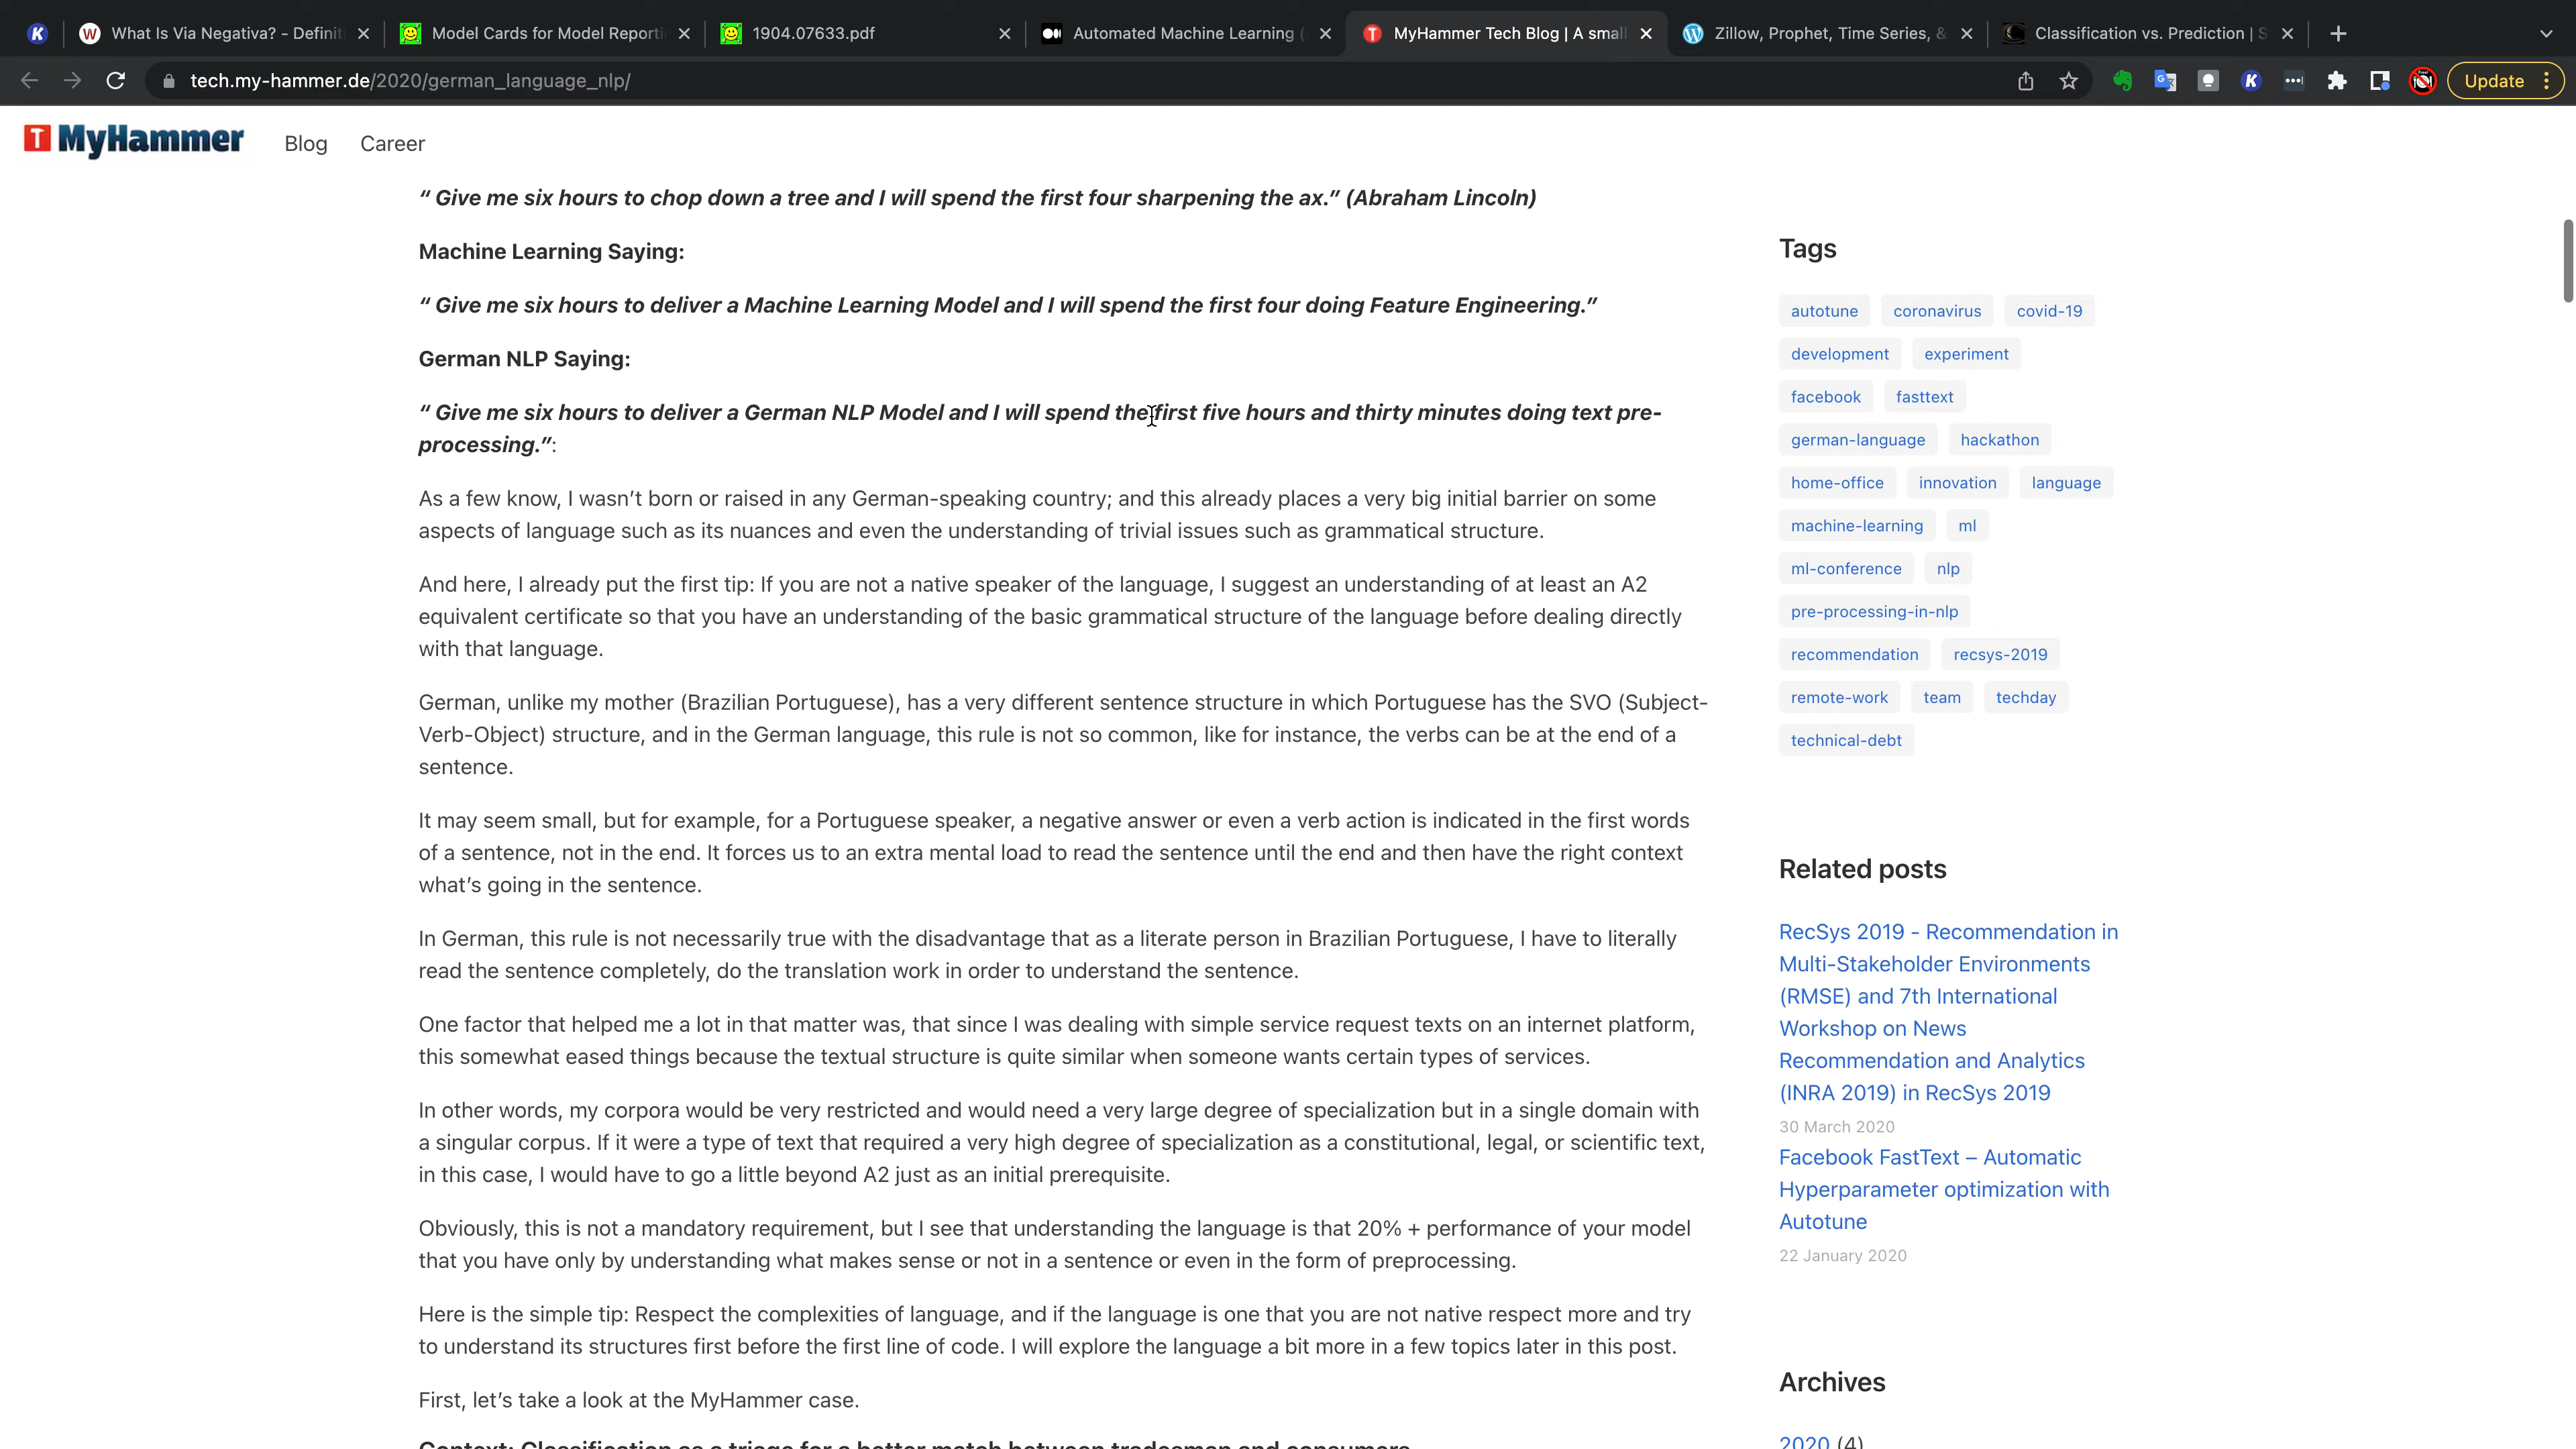 What Is Via Negativa? - Definiti
Model Cards for Model Reporti
1904.07633.pdf
Automated Machine Learning (
MyHammer Tech Blog | A small
Zillow, Prophet, Time Series, &
Classification vs. Prediction | S
tech.my-hammer.de/2020/german_language_nlp/
Update
MyHammer
Blog
Career
“ Give me six hours to chop down a tree and I will spend the first four sharpening the ax.” (Abraham Lincoln)
Machine Learning Saying:
“ Give me six hours to deliver a Machine Learning Model and I will spend the first four doing Feature Engineering.”
German NLP Saying:
“ Give me six hours to deliver a German NLP Model and I will spend the first five hours and thirty minutes doing text pre-
processing.”:
As a few know, I wasn’t born or raised in any German-speaking country; and this already places a very big initial barrier on some
aspects of language such as its nuances and even the understanding of trivial issues such as grammatical structure.
And here, I already put the first tip: If you are not a native speaker of the language, I suggest an understanding of at least an A2
equivalent certificate so that you have an understanding of the basic grammatical structure of the language before dealing directly
with that language.
German, unlike my mother (Brazilian Portuguese), has a very different sentence structure in which Portuguese has the SVO (Subject-
Verb-Object) structure, and in the German language, this rule is not so common, like for instance, the verbs can be at the end of a
sentence.
It may seem small, but for example, for a Portuguese speaker, a negative answer or even a verb action is indicated in the first words
of a sentence, not in the end. It forces us to an extra mental load to read the sentence until the end and then have the right context
what’s going in the sentence.
In German, this rule is not necessarily true with the disadvantage that as a literate person in Brazilian Portuguese, I have to literally
read the sentence completely, do the translation work in order to understand the sentence.
One factor that helped me a lot in that matter was, that since I was dealing with simple service request texts on an internet platform,
this somewhat eased things because the textual structure is quite similar when someone wants certain types of services.
In other words, my corpora would be very restricted and would need a very large degree of specialization but in a single domain with
a singular corpus. If it were a type of text that required a very high degree of specialization as a constitutional, legal, or scientific text,
in this case, I would have to go a little beyond A2 just as an initial prerequisite.
Obviously, this is not a mandatory requirement, but I see that understanding the language is that 20% + performance of your model
that you have only by understanding what makes sense or not in a sentence or even in the form of preprocessing.
Here is the simple tip: Respect the complexities of language, and if the language is one that you are not native respect more and try
to understand its structures first before the first line of code. I will explore the language a bit more in a few topics later in this post.
First, let’s take a look at the MyHammer case.
Context: Classification as a triage for a better match between tradesman and consumers
Tags
autotune coronavirus covid-19
development experiment
facebook fasttext
german-language hackathon
home-office innovation language
machine-learning ml
ml-conference nlp
pre-processing-in-nlp
recommendation recsys-2019
remote-work team techday
technical-debt
Related posts
RecSys 2019 - Recommendation in
Multi-Stakeholder Environments
(RMSE) and 7th International
Workshop on News
Recommendation and Analytics
(INRA 2019) in RecSys 2019
30 March 2020
Facebook FastText – Automatic
Hyperparameter optimization with
Autotune
22 January 2020
Archives
2020 (4)